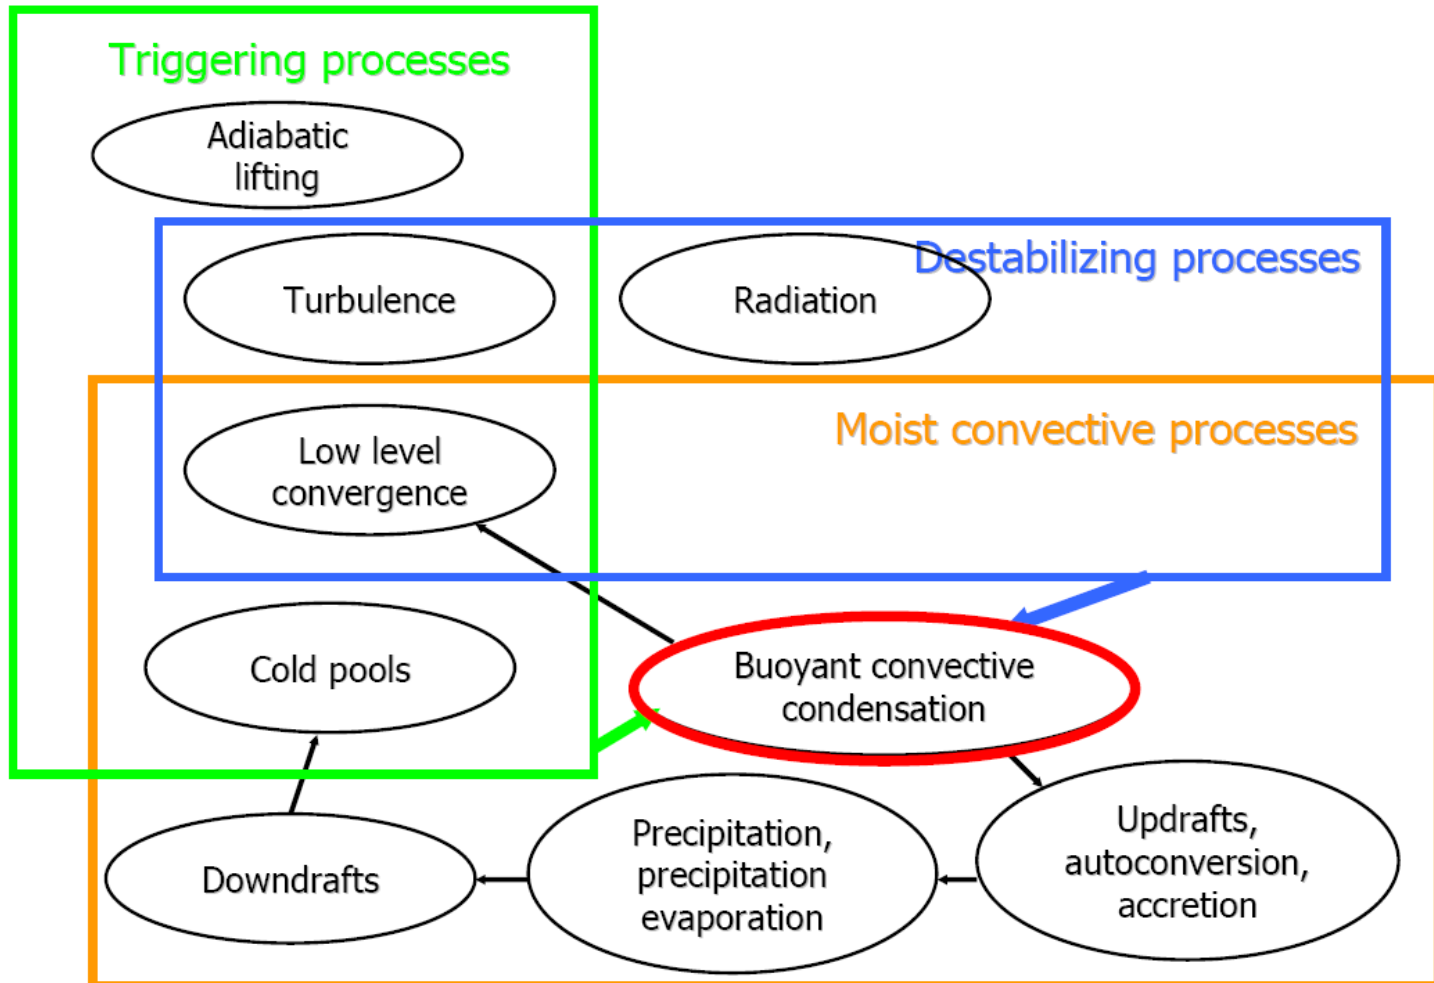 Triggering processes
Adiabatic
lifting
Destabilizing processes
Turbulence
Radiation
Moist convective processes
Low level
convergence
Cold pools
Buoyant convective
condensation
Downdrafts
Precipitation,
precipitation
evaporation
Updrafts,
autoconversion,
accretion